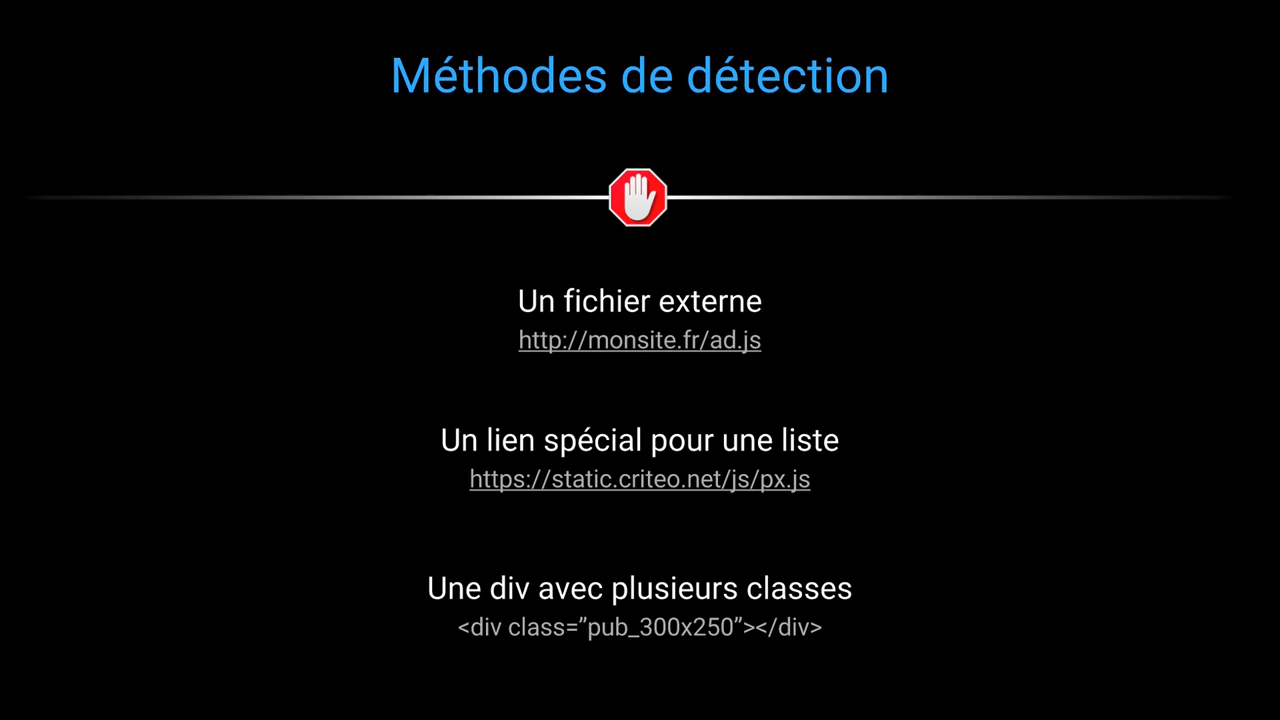 Méthodes de détection
Un fichier externe
http://monsite.fr/ad.js
Un lien spécial pour une liste
https://static.criteo.net/js/px.js
Une div avec plusieurs classes
<div class=”pub_300x250”></div>